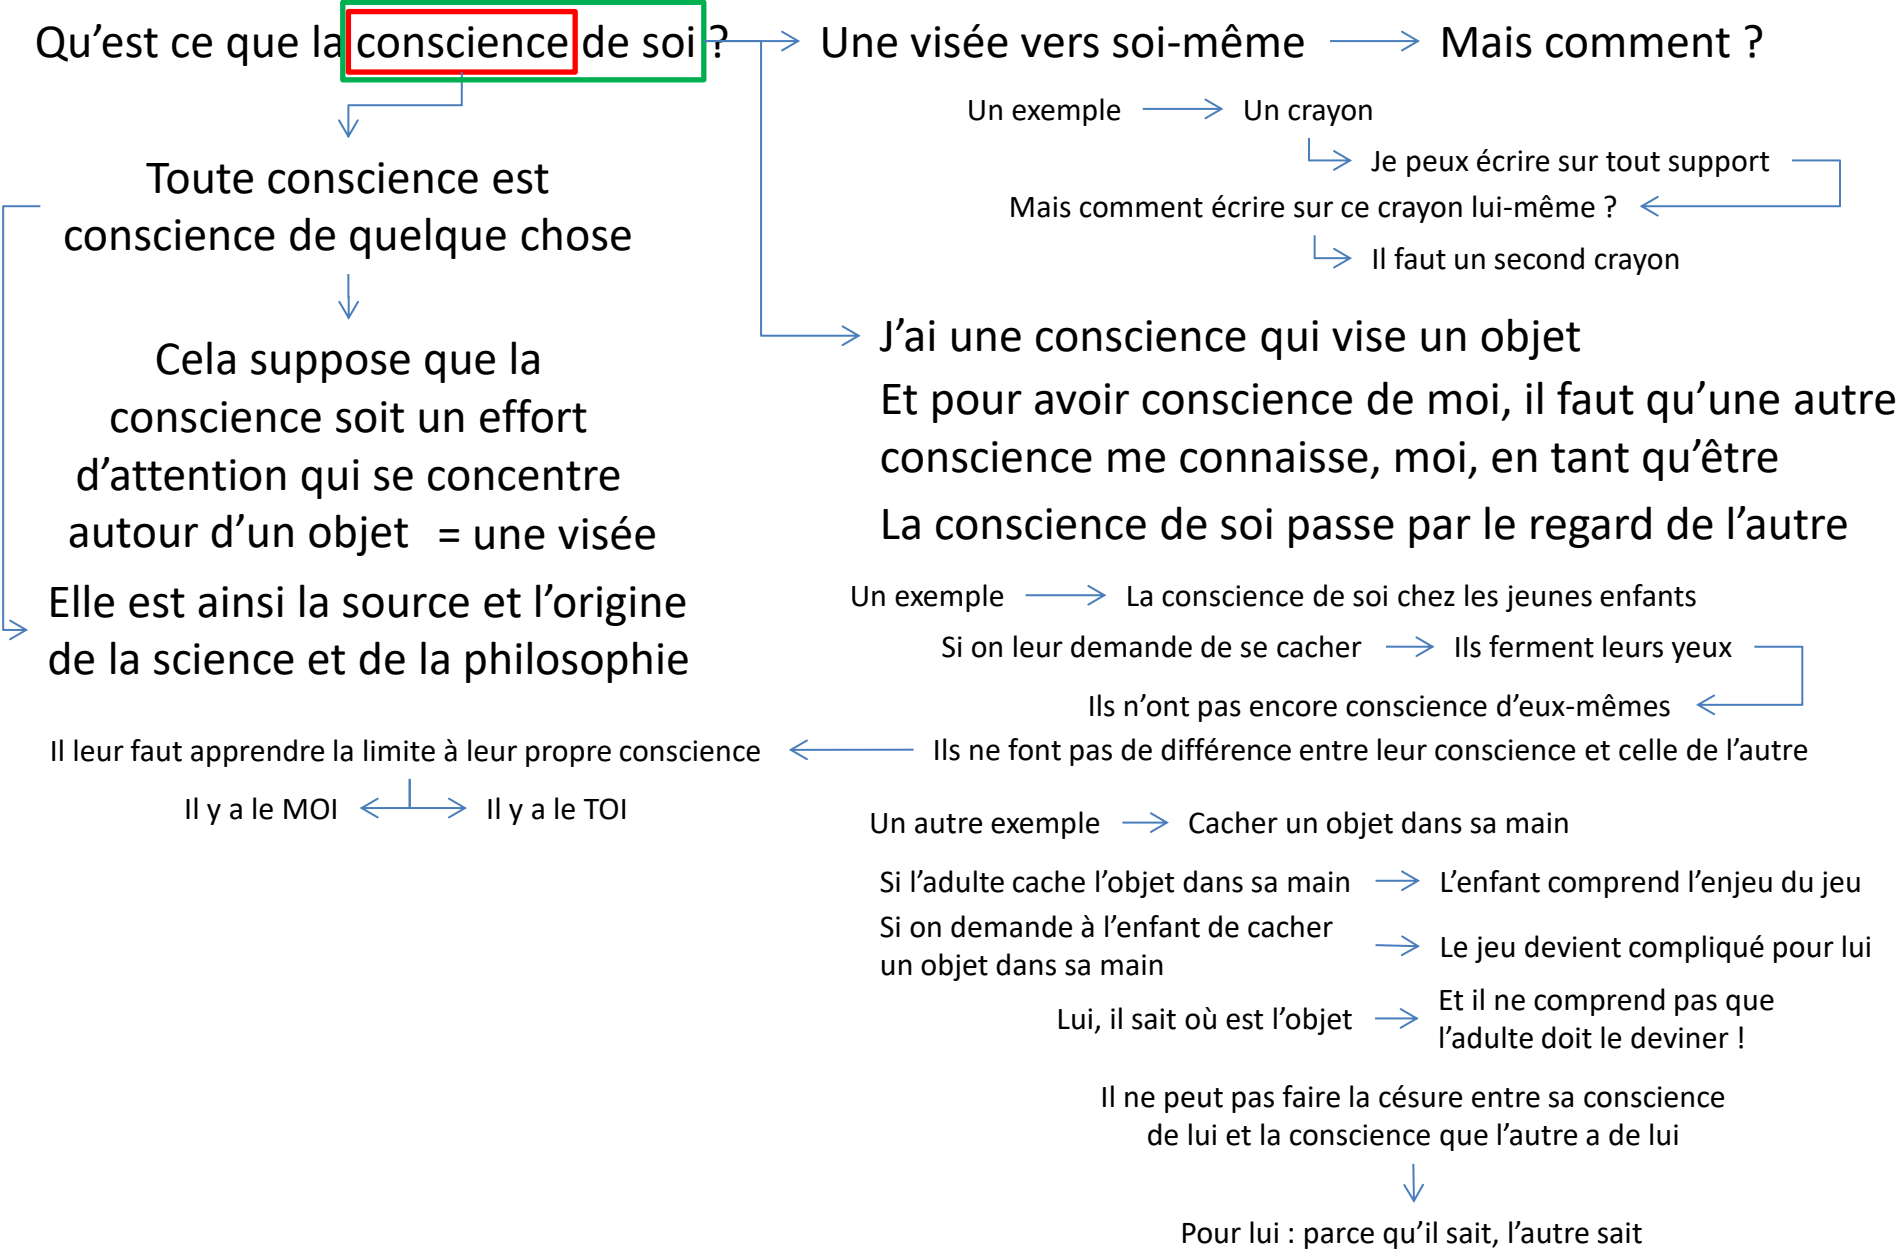 Qu'est ce que la conscience de soi ?
Une visée vers soi-même
Mais comment ?
Un exemple
Un crayon
Je peux écrire sur tout support
Mais comment écrire sur ce crayon lui-même ?
Il faut un second crayon
Toute conscience est
conscience de quelque chose
Cela suppose que la
conscience soit un effort
d'attention qui se concentre
autour d'un objet = une visée
Elle est ainsi la source et l'origine
de la science et de la philosophie
J'ai une conscience qui vise un objet
Et pour avoir conscience de moi, il faut qu'une autre
conscience me connaisse, moi, en tant qu'être
La conscience de soi passe par le regard de l'autre
Un exemple
La conscience de soi chez les jeunes enfants
Si on leur demande de se cacher
Ils ferment leurs yeux
Ils n'ont pas encore conscience d'eux-mêmes
Ils ne font pas de différence entre leur conscience et celle de l'autre
Il leur faut apprendre la limite à leur propre conscience
Il y a le MOI
Il y a le TOI
Un autre exemple
Cacher un objet dans sa main
Si l'adulte cache l'objet dans sa main
L'enfant comprend l'enjeu du jeu
Si on demande à l'enfant de cacher
un objet dans sa main
Le jeu devient compliqué pour lui
Lui, il sait où est l'objet
Et il ne comprend pas que
l'adulte doit le deviner !
Il ne peut pas faire la césure entre sa conscience
de lui et la conscience que l'autre a de lui
Pour lui : parce qu'il sait, l'autre sait